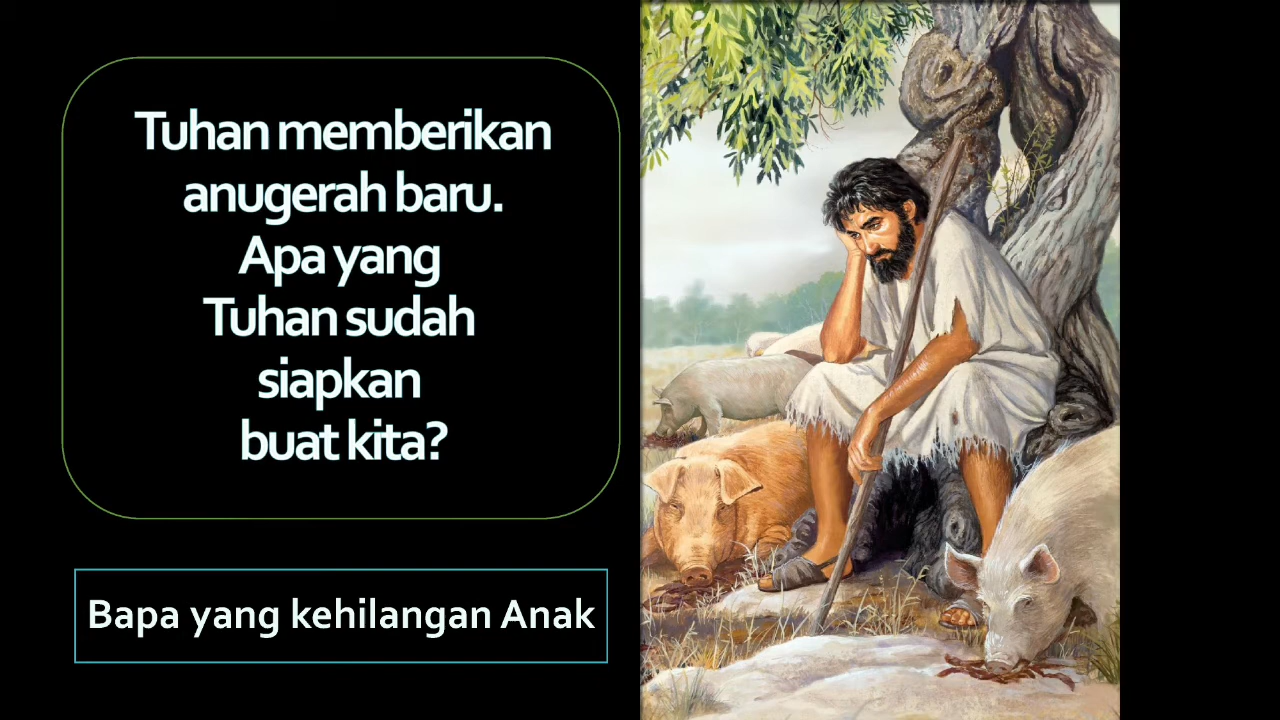 Tuhan memberikan
anugerah baru.
Apa yang
Tuhan sudah
siapkan
buat kita?
Bapa yang kehilangan Anak